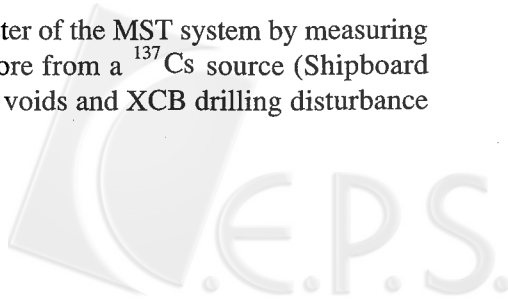 ter of the MST system by measuring
ore from a ¹³⁷Cs source (Shipboard
voids and XCB drilling disturbance
C.E.P.S.